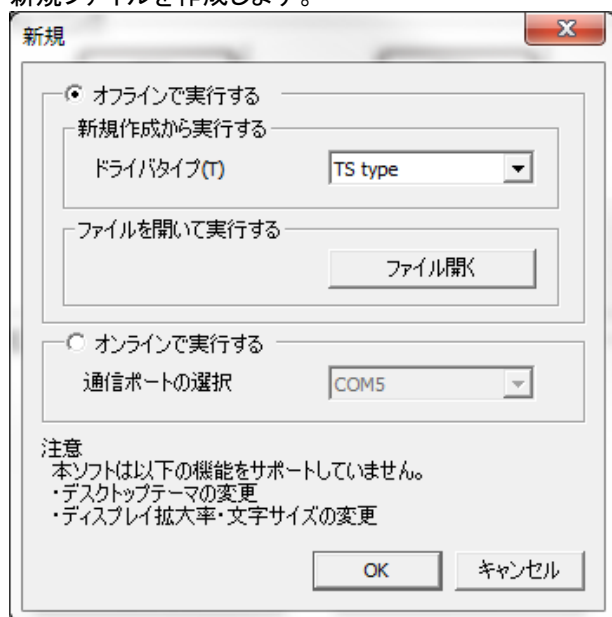 新規ファイルを作成します。
新規
オフラインで実行する
新規作成から実行する
ドライバタイプ(T) TS type
ファイルを開いて実行する
ファイル開く
オンラインで実行する
通信ポートの選択 COM5
注意
本ソフトは以下の機能をサポートしていません。
・デスクトップテーマの変更
・ディスプレイ拡大率・文字サイズの変更
OK キャンセル